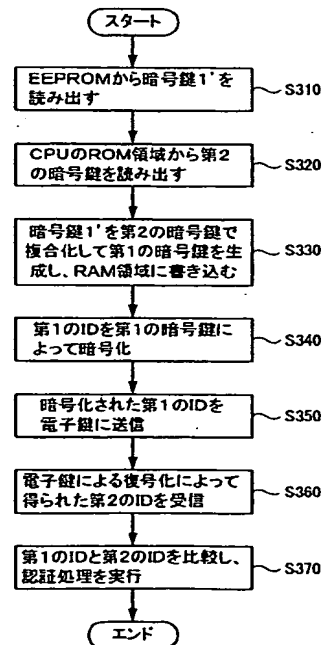 スタート
EEPROMから暗号鍵1'を
読み出す
S310
CPUのROM領域から第2
の暗号鍵を読み出す
S320
暗号鍵1'を第2の暗号鍵で
複合化して第1の暗号鍵を生
成し、RAM領域に書き込む
S330
第1のIDを第1の暗号鍵に
よって暗号化
S340
暗号化された第1のIDを
電子鍵に送信
S350
電子鍵による復号化によって
得られた第2のIDを受信
S360
第1のIDと第2のIDを比較し、
認証処理を実行
S370
エンド